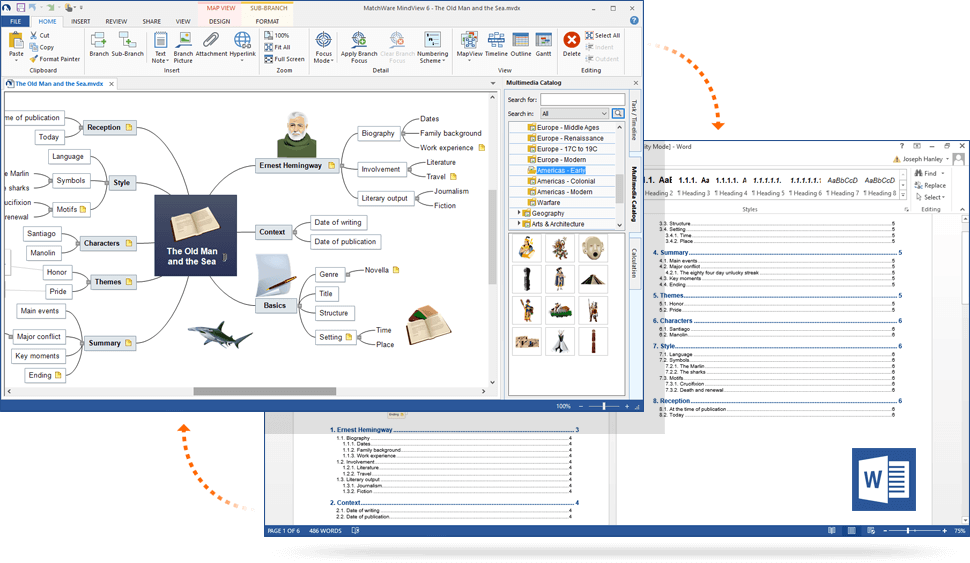 MAP VIEW SUB-BRANCH
MatchWare MindView 6 - The Old Man and the Sea.mvdx
FILE HOME INSERT REVIEW SHARE VIEW DESIGN FORMAT
Paste
Cut
Copy
Format Painter
Clipboard
Branch Sub-Branch
Text Note
Branch Picture
Attachment Hyperlink
Insert
100%
Fit All
Full Screen
Zoom
Focus Mode
Apply Branch Focus
Clear Branch Focus
Numbering Scheme
Detail
MapView Timeline Outline Gantt
View
Delete
Select All
Indent
Outdent
Editing
The Old Man and the Sea.mvdx
me of publication
Today
Reception
Language
Symbols
e Marlin
e sharks
Style
ucifixion
renewal
Motifs
Santiago
Manolin
Characters
Honor
Pride
Themes
Main events
Major conflict
Key moments
Ending
Summary
The Old Man
and the Sea
Ernest Hemingway
Biography
Dates
Family background
Work experience
Involvement
Literature
Travel
Literary output
Journalism
Fiction
Context
Date of writing
Date of publication
Basics
Genre
Novella
Title
Structure
Setting
Time
Place
Multimedia Catalog
Search for:
Search in: All
Europe - Middle Ages
Europe - Renaissance
Europe - 17C to 19C
Europe - Modern
Americas - Early
Americas - Colonial
Americas - Modern
Warfare
Geography
Arts & Architecture
Task / Timeline
Multimedia Catalog
Calculation
100%
ity Mode] - Word
Joseph Hanley
1.1. AaB 1.1.1. Aa 1.1.1.1. A 1.1.1.1.1. 1.1.1.1.1.1. AaBbCcD AaBbCcD
Heading 2 ¶ Heading 3 ¶ Heading 4 ¶ Heading 5 ¶ Heading 6 ¶ Heading 7 ¶ Heading 8
Styles
Find
Replace
Select
Editing
3.3. Structure 5
3.4. Setting 5
3.4.1. Time 5
3.4.2. Place 5
4. Summary 5
4.1. Main events 5
4.2. Major conflict 5
4.2.1. The eighty four day unlucky streak 5
4.3. Key moments 5
4.4. Ending 5
5. Themes 5
5.1. Honor 5
5.2. Pride 5
6. Characters 6
6.1. Santiago 6
6.2. Manolin 6
7. Style 6
7.1. Language 6
7.2. Symbols 6
7.2.1. The Marlin 6
7.2.2. The sharks 6
7.3. Motifs 6
7.3.1. Crucifixion 6
7.3.2. Death and renewal 6
8. Reception 6
8.1. At the time of publication 6
8.2. Today 6
Ending
1. Ernest Hemingway 3
1.1. Biography 4
1.1.1. Dates 4
1.1.2. Family background 4
1.1.3. Work experience 4
1.2. Involvement 4
1.2.1. Literature 4
1.2.2. Travel 4
1.3. Literary output 4
1.3.1. Journalism 4
1.3.2. Fiction 4
2. Context 4
2.1. Date of writing 4
2.2. Date of publication 4
W
PAGE 1 OF 6 486 WORDS
75%